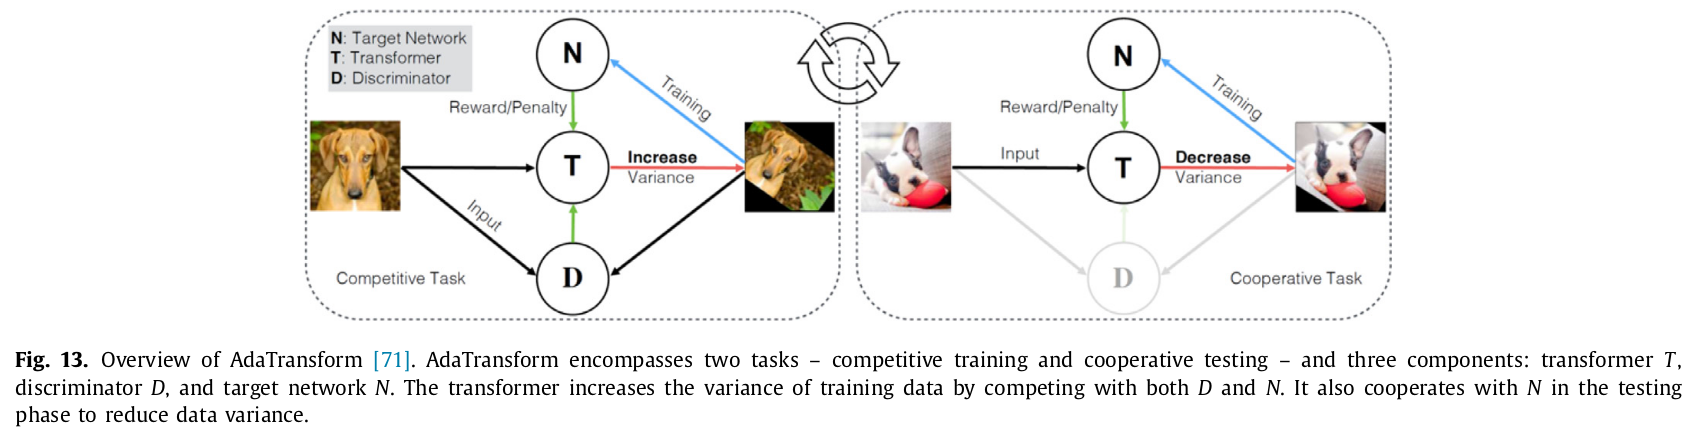 N: Target Network
T: Transformer
D: Discriminator
N
Reward/Penalty
Training
T
Increase
Variance
Input
D
Competitive Task
N
Reward/Penalty
Training
Input
T
Decrease
Variance
D
Cooperative Task
Fig. 13. Overview of AdaTransform [71]. AdaTransform encompasses two tasks – competitive training and cooperative testing – and three components: transformer T,
discriminator D, and target network N. The transformer increases the variance of training data by competing with both D and N. It also cooperates with N in the testing
phase to reduce data variance.